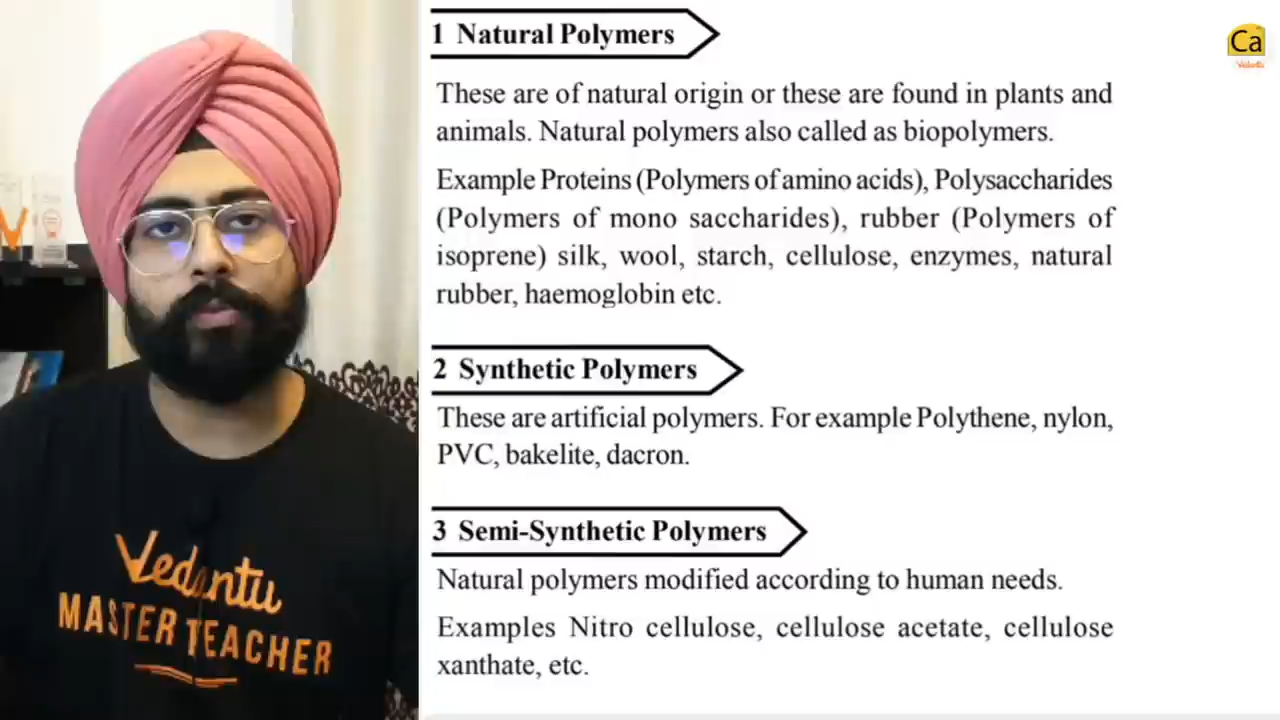 1 Natural Polymers
These are of natural origin or these are found in plants and
animals. Natural polymers also called as biopolymers.
Example Proteins (Polymers of amino acids), Polysaccharides
(Polymers of mono saccharides), rubber (Polymers of
isoprene) silk, wool, starch, cellulose, enzymes, natural
rubber, haemoglobin etc.
2 Synthetic Polymers
These are artificial polymers. For example Polythene, nylon,
PVC, bakelite, dacron.
3 Semi-Synthetic Polymers
Natural polymers modified according to human needs.
Examples Nitro cellulose, cellulose acetate, cellulose
xanthate, etc.
Ca
Vedantu
Vedantu
MASTER TEACHER